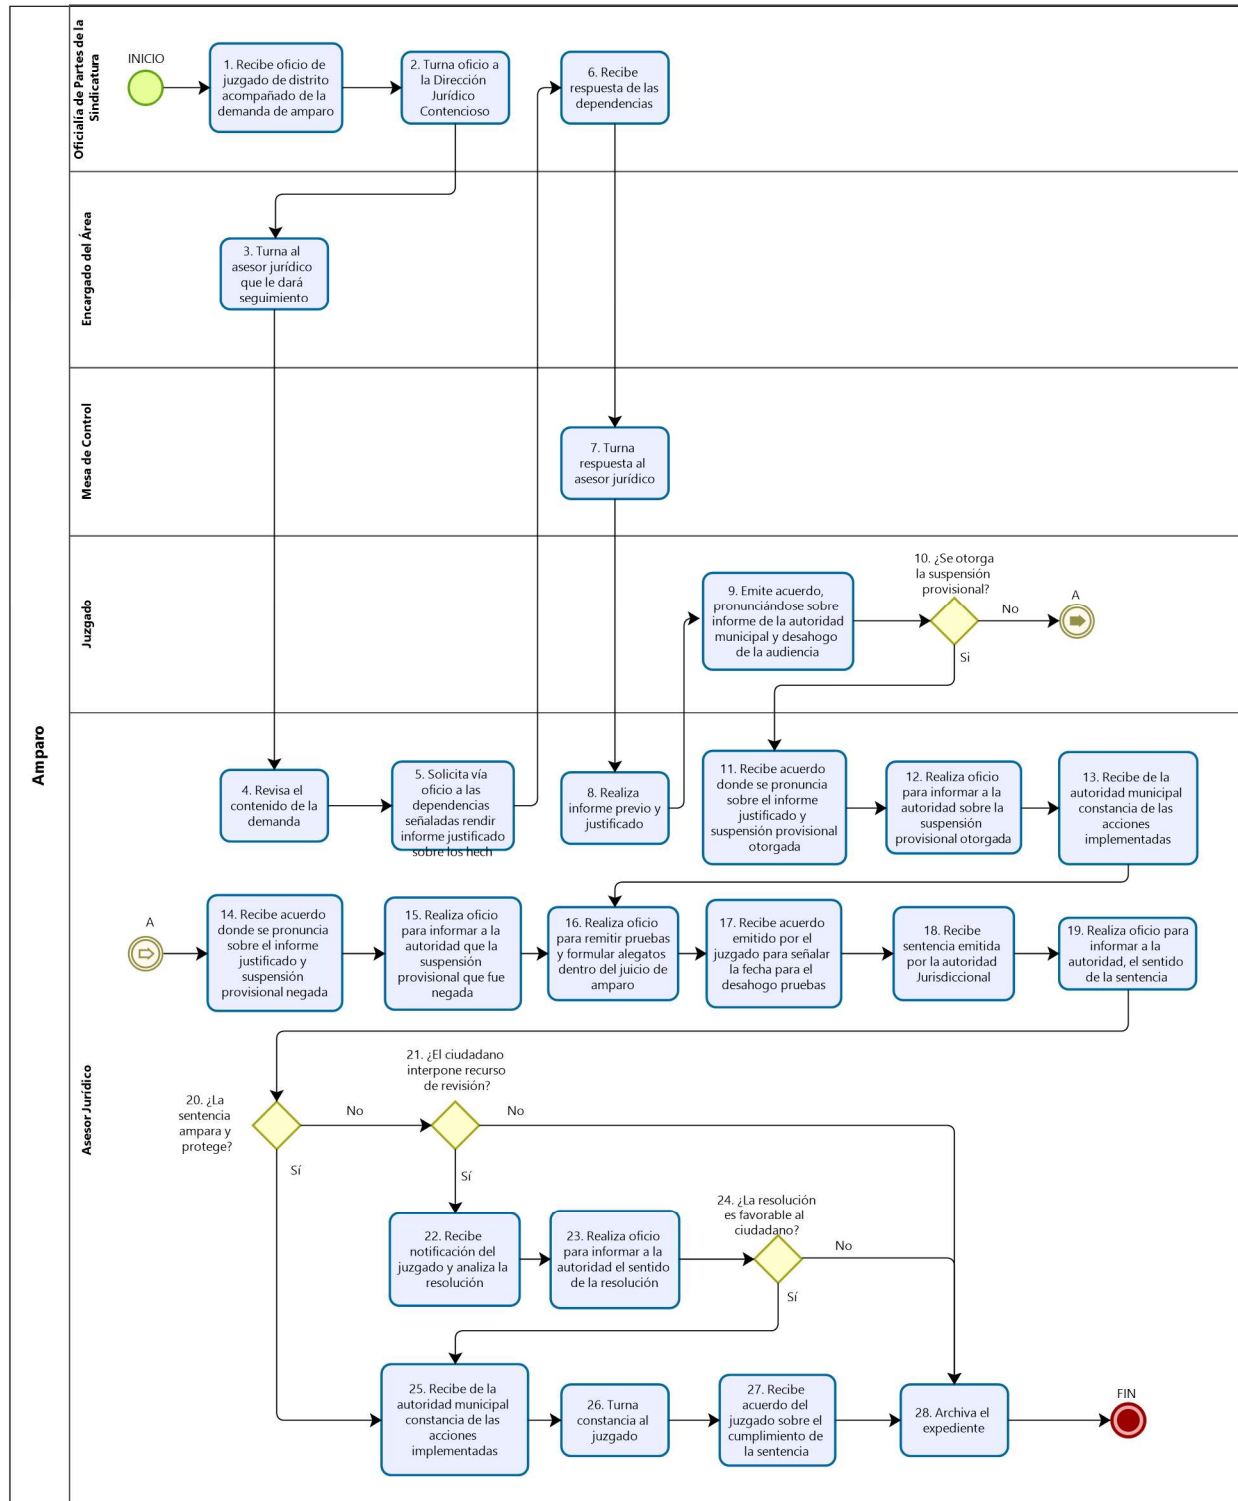 Amparo
Oficialía de Partes de la
Sindicatura
INICIO
1. Recibe oficio de
juzgado de distrito
acompañado de la
demanda de amparo
2. Turna oficio a
la Dirección
Jurídico
Contencioso
6. Recibe
respuesta de las
dependencias
Encargado del Área
3. Turna al
asesor jurídico
que le dará
seguimiento
Mesa de Control
7. Turna
respuesta al
asesor jurídico
Juzgado
9. Emite acuerdo,
pronunciándose sobre
informe de la autoridad
municipal y desahogo
de la audiencia
10. ¿Se otorga
la suspensión
provisional?
No
A
Si
Asesor Jurídico
4. Revisa el
contenido de la
demanda
5. Solicita vía
oficio a las
dependencias
señaladas rendir
informe justificado
sobre los hech
8. Realiza
informe previo y
justificado
11. Recibe acuerdo
donde se pronuncia
sobre el informe
justificado y
suspensión provisional
otorgada
12. Realiza oficio
para informar a la
autoridad sobre la
suspensión
provisional otorgada
13. Recibe de la
autoridad municipal
constancia de las
acciones
implementadas
A
14. Recibe acuerdo
donde se pronuncia
sobre el informe
justificado y
suspensión
provisional negada
15. Realiza oficio
para informar a la
autoridad que la
suspensión
provisional que fue
negada
16. Realiza oficio
para remitir pruebas
y formular alegatos
dentro del juicio de
amparo
17. Recibe acuerdo
emitido por el
juzgado para señalar
la fecha para el
desahogo pruebas
18. Recibe
sentencia emitida
por la autoridad
Jurisdiccional
19. Realiza oficio para
informar a la
autoridad, el sentido
de la sentencia
20. ¿La
sentencia
ampara y
protege?
No
Sí
21. ¿El ciudadano
interpone recurso
de revisión?
No
Sí
22. Recibe
notificación del
juzgado y analiza la
resolución
23. Realiza oficio
para informar a la
autoridad el sentido
de la resolución
24. ¿La resolución
es favorable al
ciudadano?
No
Sí
25. Recibe de la
autoridad municipal
constancia de las
acciones
implementadas
26. Turna
constancia al
juzgado
27. Recibe
acuerdo del
juzgado sobre el
cumplimiento de
la sentencia
28. Archiva el
expediente
FIN